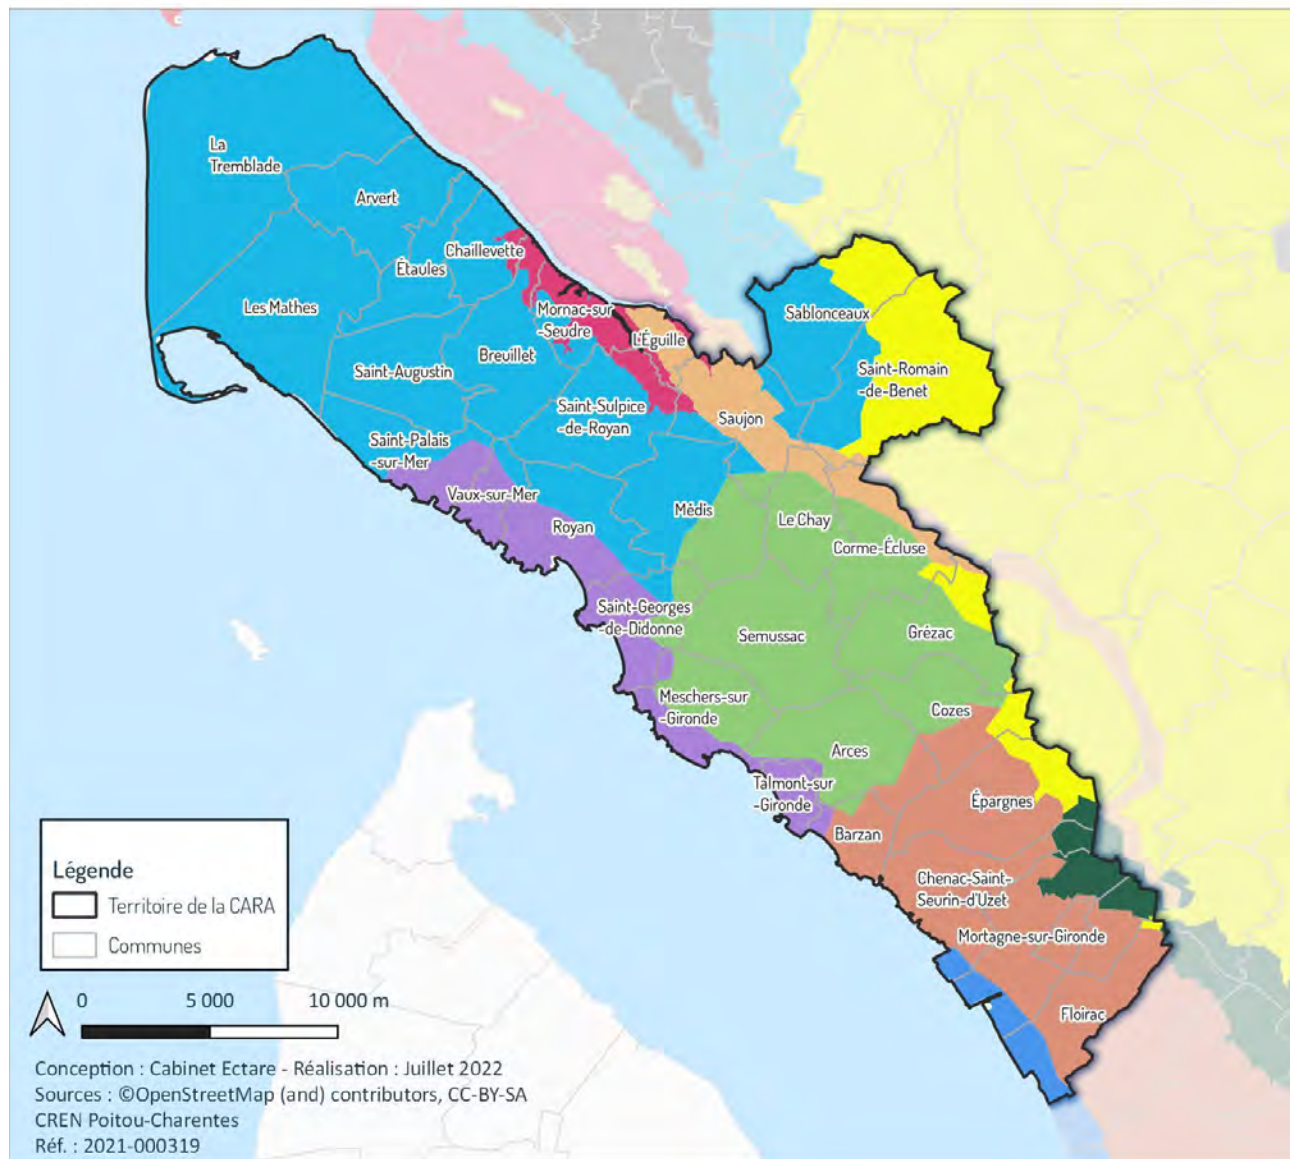 La
Tremblade
Arvert
Chaillevette
Étaules
Les Mathes
Mornac-sur
-Seudre
L'Éguille
Sablonceaux
Breuillet
Saint-Augustin
Saint-Romain
-de-Benet
Saint-Sulpice
-de-Royan
Saujon
Saint-Palais
-sur-Mer
Vaux-sur-Mer
Royan
Médis
Le Chay
Corme-Écluse
Saint-Georges
-de-Didonne
Semussac
Grézac
Meschers-sur
-Gironde
Cozes
Arces
Talmont-sur
-Gironde
Épargnes
Barzan
Chenac-Saint-
Seurin-d'Uzet
Mortagne-sur-Gironde
Floirac
Légende
Territoire de la CARA
Communes
0 5 000 10 000 m
Conception : Cabinet Ectare - Réalisation : Juillet 2022
Sources : ©OpenStreetMap (and) contributors, CC-BY-SA
CREN Poitou-Charentes
Réf. : 2021-000319